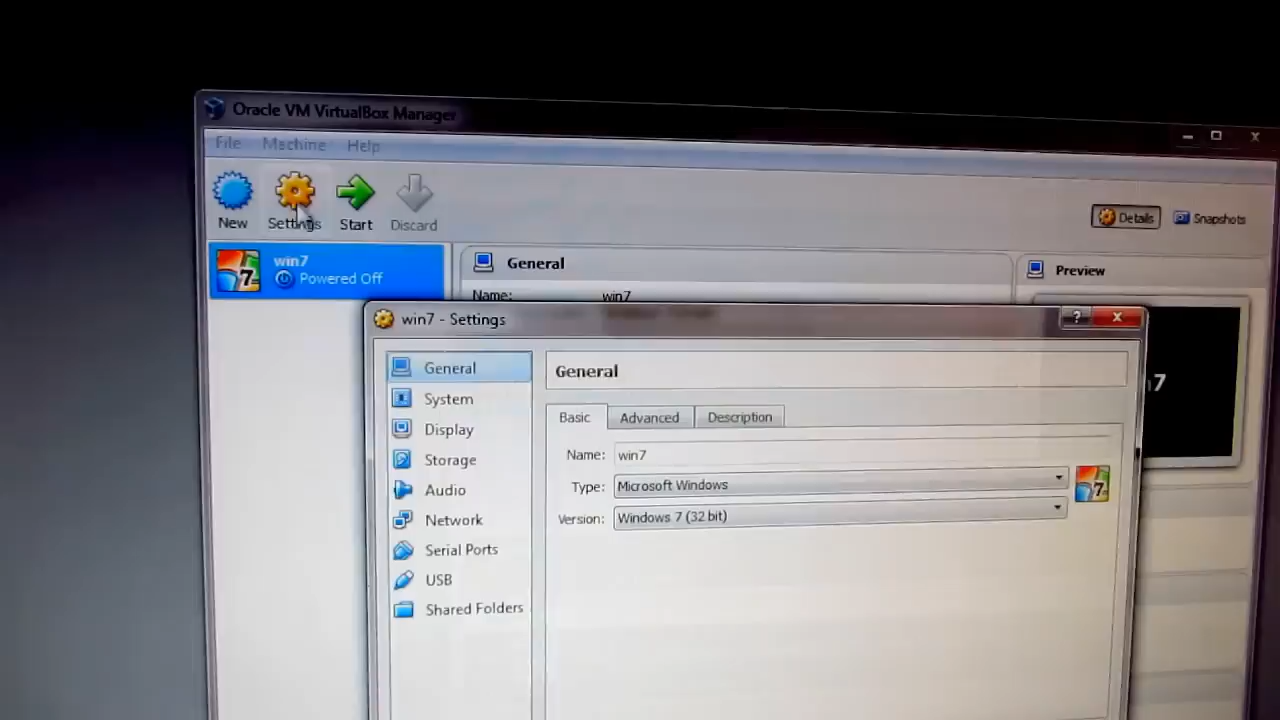 Oracle VM VirtualBox Manager
File Machine Help
New Settings Start Discard
Details Snapshots
win7
Powered Off
General
Name: win7
Preview
7
win7 - Settings
?
General
System
Display
Storage
Audio
Network
Serial Ports
USB
Shared Folders
General
Basic Advanced Description
Name: win7
Type: Microsoft Windows
Version: Windows 7 (32 bit)